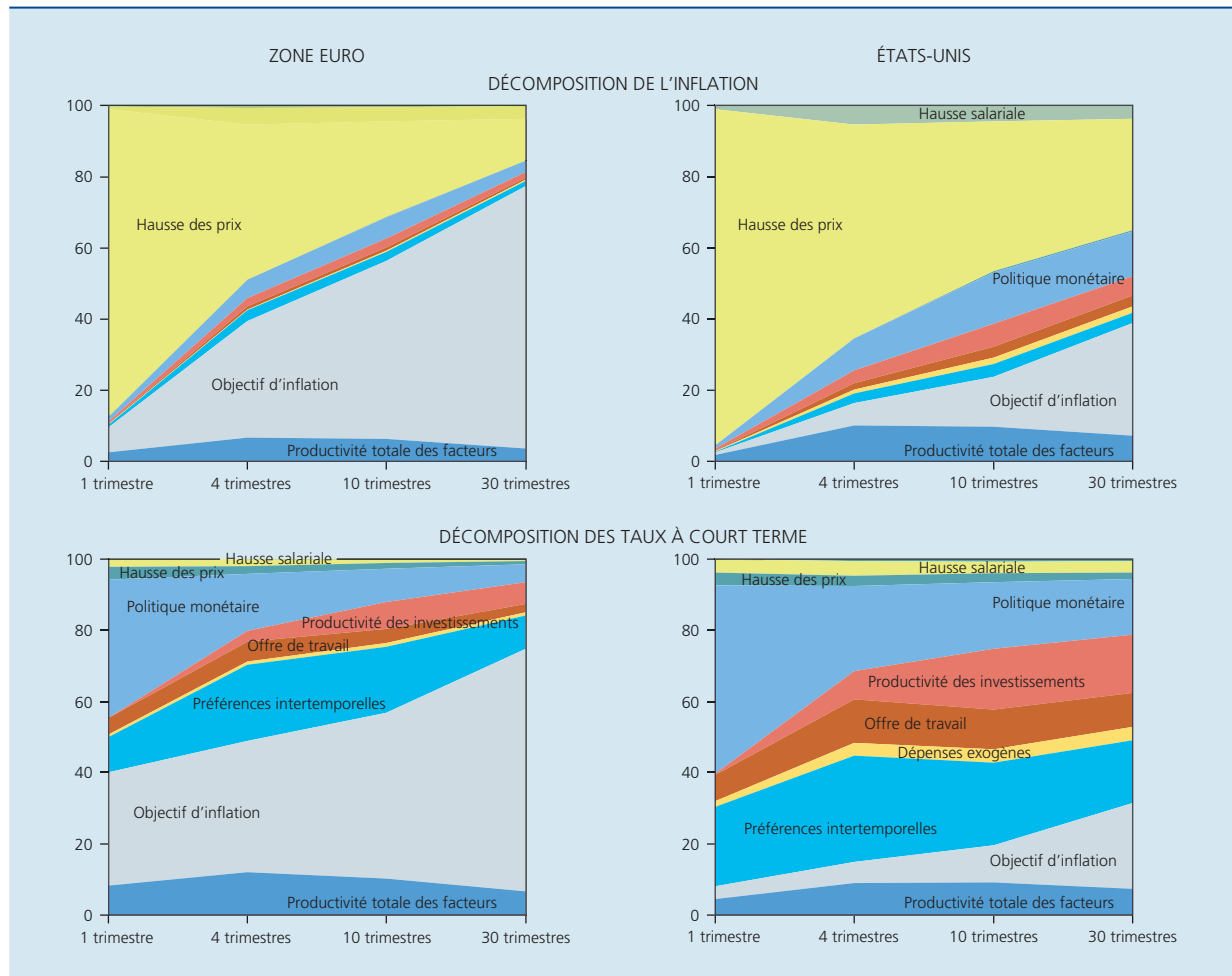 ZONE EURO
ÉTATS-UNIS
DÉCOMPOSITION DE L'INFLATION
100
80
60
40
20
0
Hausse des prix
Objectif d'inflation
Productivité totale des facteurs
1 trimestre
4 trimestres
10 trimestres
30 trimestres
100
80
60
40
20
0
Hausse salariale
Hausse des prix
Politique monétaire
Objectif d'inflation
Productivité totale des facteurs
1 trimestre
4 trimestres
10 trimestres
30 trimestres
DÉCOMPOSITION DES TAUX À COURT TERME
100
80
60
40
20
0
Hausse salariale
Hausse des prix
Politique monétaire
Productivité des investissements
Offre de travail
Préférences intertemporelles
Objectif d'inflation
Productivité totale des facteurs
1 trimestre
4 trimestres
10 trimestres
30 trimestres
100
80
60
40
20
0
Hausse salariale
Hausse des prix
Politique monétaire
Productivité des investissements
Offre de travail
Dépenses exogènes
Préférences intertemporelles
Objectif d'inflation
Productivité totale des facteurs
1 trimestre
4 trimestres
10 trimestres
30 trimestres